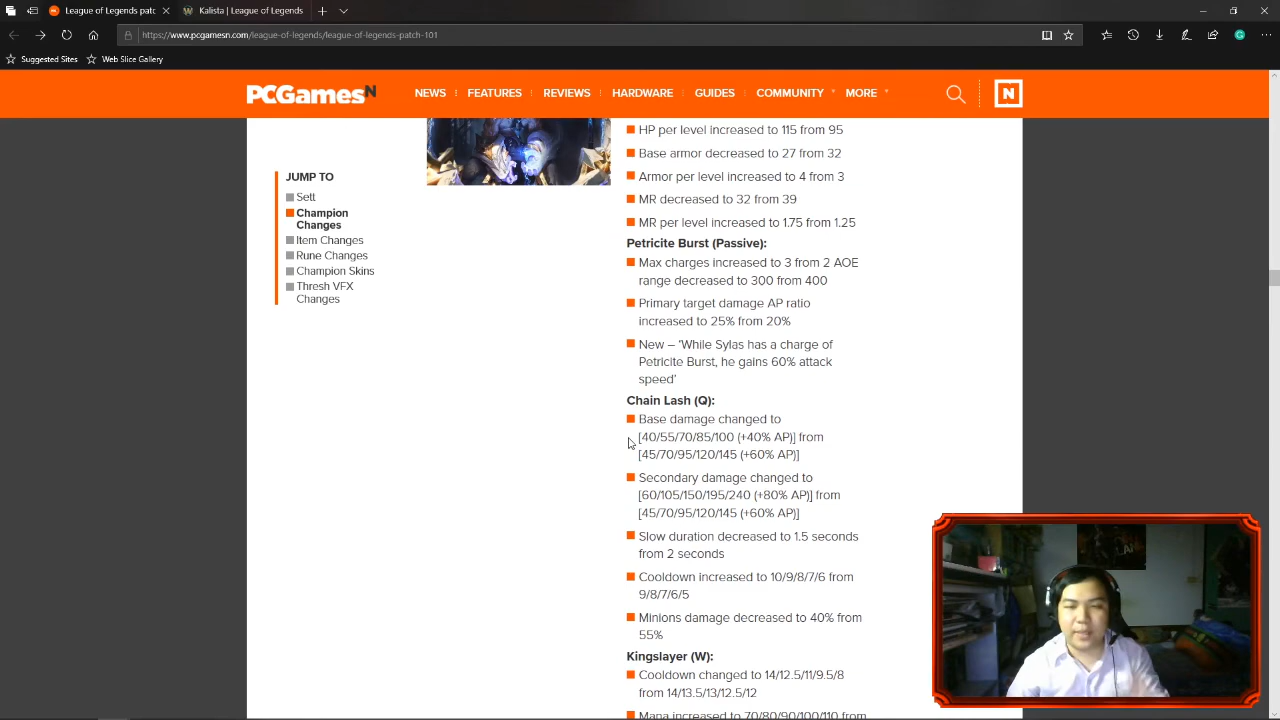 League of Legends patc
Kalista | League of Legends
https://www.pcgamesn.com/league-of-legends/league-of-legends-patch-101
Suggested Sites
Web Slice Gallery
PCGamesN
NEWS
FEATURES
REVIEWS
HARDWARE
GUIDES
COMMUNITY
MORE
N
JUMP TO
Sett
Champion
Changes
Item Changes
Rune Changes
Champion Skins
Thresh VFX
Changes
HP per level increased to 115 from 95
Base armor decreased to 27 from 32
Armor per level increased to 4 from 3
MR decreased to 32 from 39
MR per level increased to 1.75 from 1.25
Petricite Burst (Passive):
Max charges increased to 3 from 2 AOE
range decreased to 300 from 400
Primary target damage AP ratio
increased to 25% from 20%
New – ‘While Sylas has a charge of
Petricite Burst, he gains 60% attack
speed’
Chain Lash (Q):
Base damage changed to
[40/55/70/85/100 (+40% AP)] from
[45/70/95/120/145 (+60% AP)]
Secondary damage changed to
[60/105/150/195/240 (+80% AP)] from
[45/70/95/120/145 (+60% AP)]
Slow duration decreased to 1.5 seconds
from 2 seconds
Cooldown increased to 10/9/8/7/6 from
9/8/7/6/5
Minions damage decreased to 40% from
55%
Kingslayer (W):
Cooldown changed to 14/12.5/11/9.5/8
from 14/13.5/13/12.5/12
Mana increased to 70/80/90/100/110 from